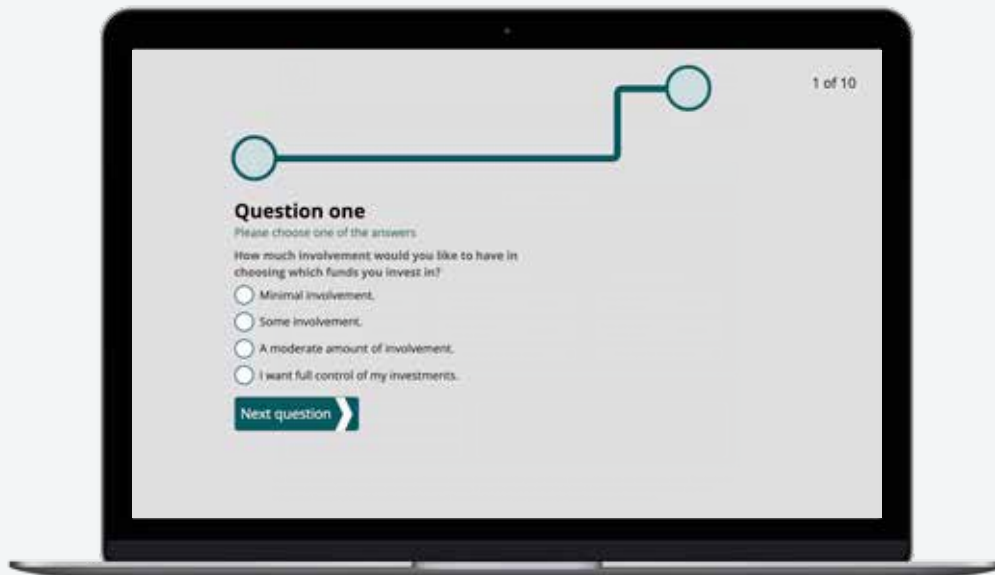 1 of 10
Question one
Please choose one of the answers
How much involvement would you like to have in
choosing which funds you invest in?
Minimal involvement.
Some involvement.
A moderate amount of involvement.
I want full control of my investments.
Next question